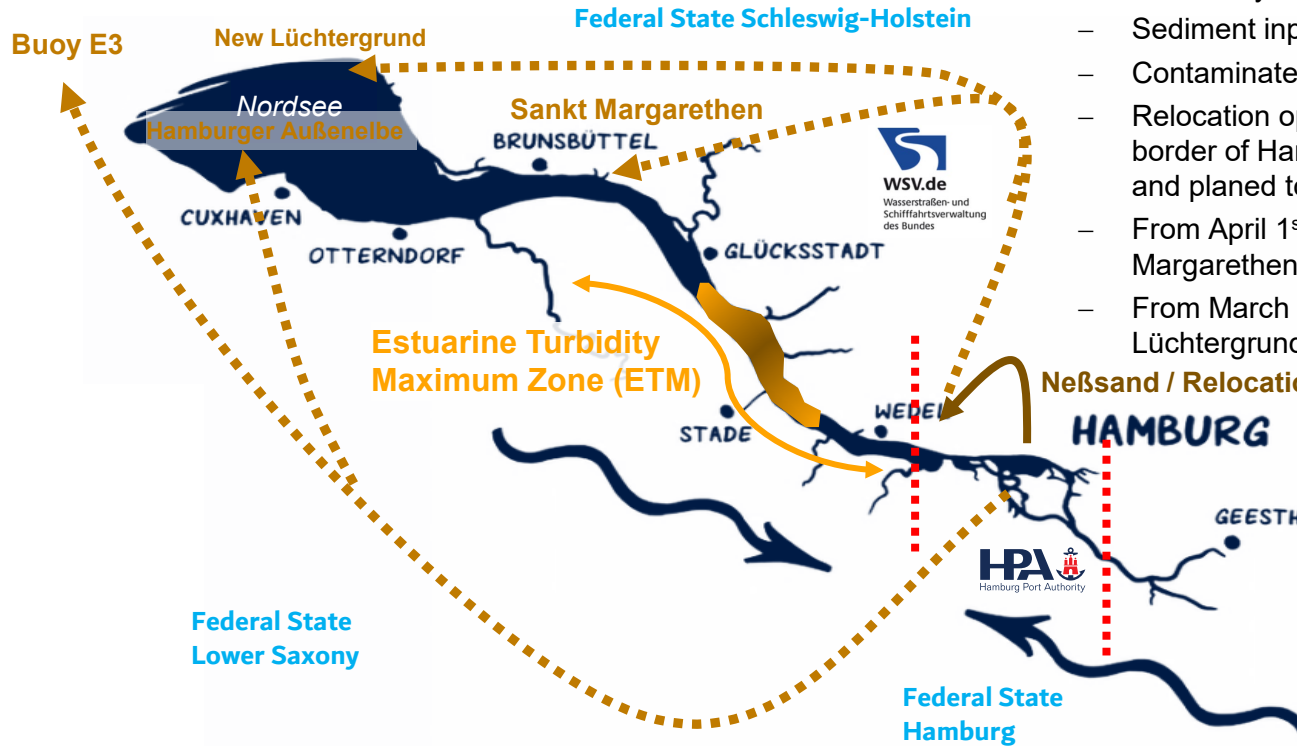 Federal State Schleswig-Holstein
Buoy E3
New Lüchtergrund
Nordsee
Hamburger Außenelbe
Sankt Margarethen
BRUNSBÜTTEL
CUXHAVEN
OTTERNDORF
GLÜCKSSTADT
WSV.de
Wasserstraßen- und
Schifffahrtsverwaltung
des Bundes
– Sediment inp
– Contaminate
– Relocation op
border of Har
and planed to
– From April 1s
Margarethen
– From March
Lüchtergrund
Estuarine Turbidity
Maximum Zone (ETM)
Neßsand / Relocatio
STADE
WEDEL
HAMBURG
GEESTH
HPA
Hamburg Port Authority
Federal State
Lower Saxony
Federal State
Hamburg